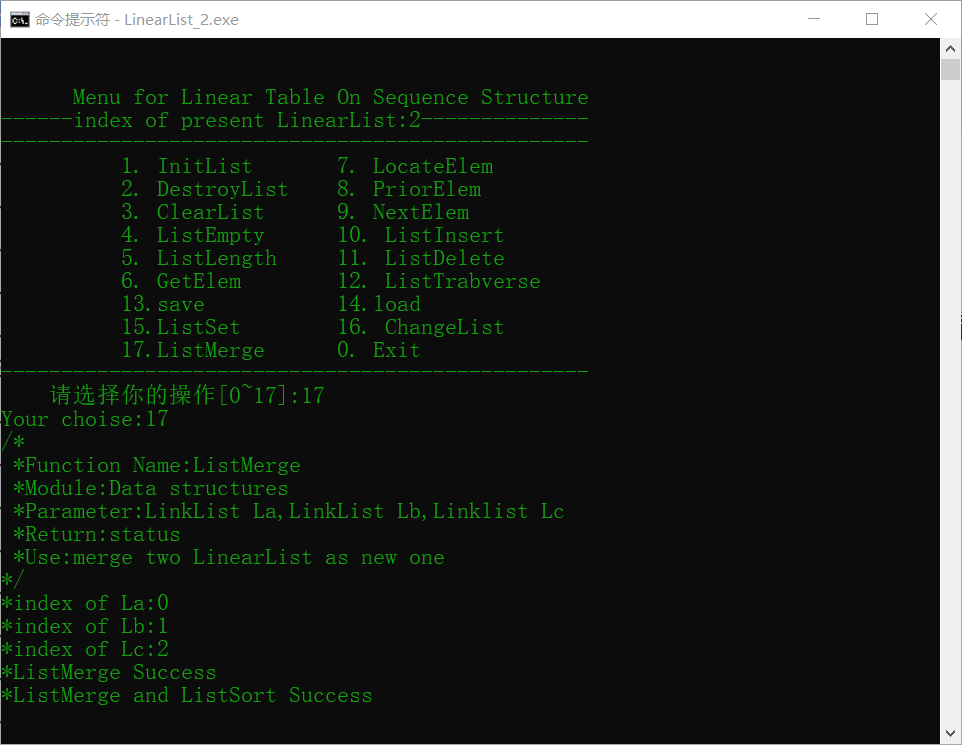 命令提示符 - LinearList_2.exe
Menu for Linear Table On Sequence Structure
------index of present LinearList:2--------------
-------------------------------------------------
1. InitList 7. LocateElem
2. DestroyList 8. PriorElem
3. ClearList 9. NextElem
4. ListEmpty 10. ListInsert
5. ListLength 11. ListDelete
6. GetElem 12. ListTrabverse
13.save 14.load
15.ListSet 16. ChangeList
17.ListMerge 0. Exit
-------------------------------------------------
请选择你的操作[0~17]:17
Your choise:17
/*
*Function Name:ListMerge
*Module:Data structures
*Parameter:LinkList La,LinkList Lb,Linklist Lc
*Return:status
*Use:merge two LinearList as new one
*/
*index of La:0
*index of Lb:1
*index of Lc:2
*ListMerge Success
*ListMerge and ListSort Success